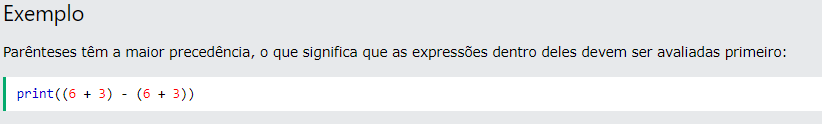 Exemplo
Parênteses têm a maior precedência, o que significa que as expressões dentro deles devem ser avaliadas primeiro:
print((6 + 3) - (6 + 3))